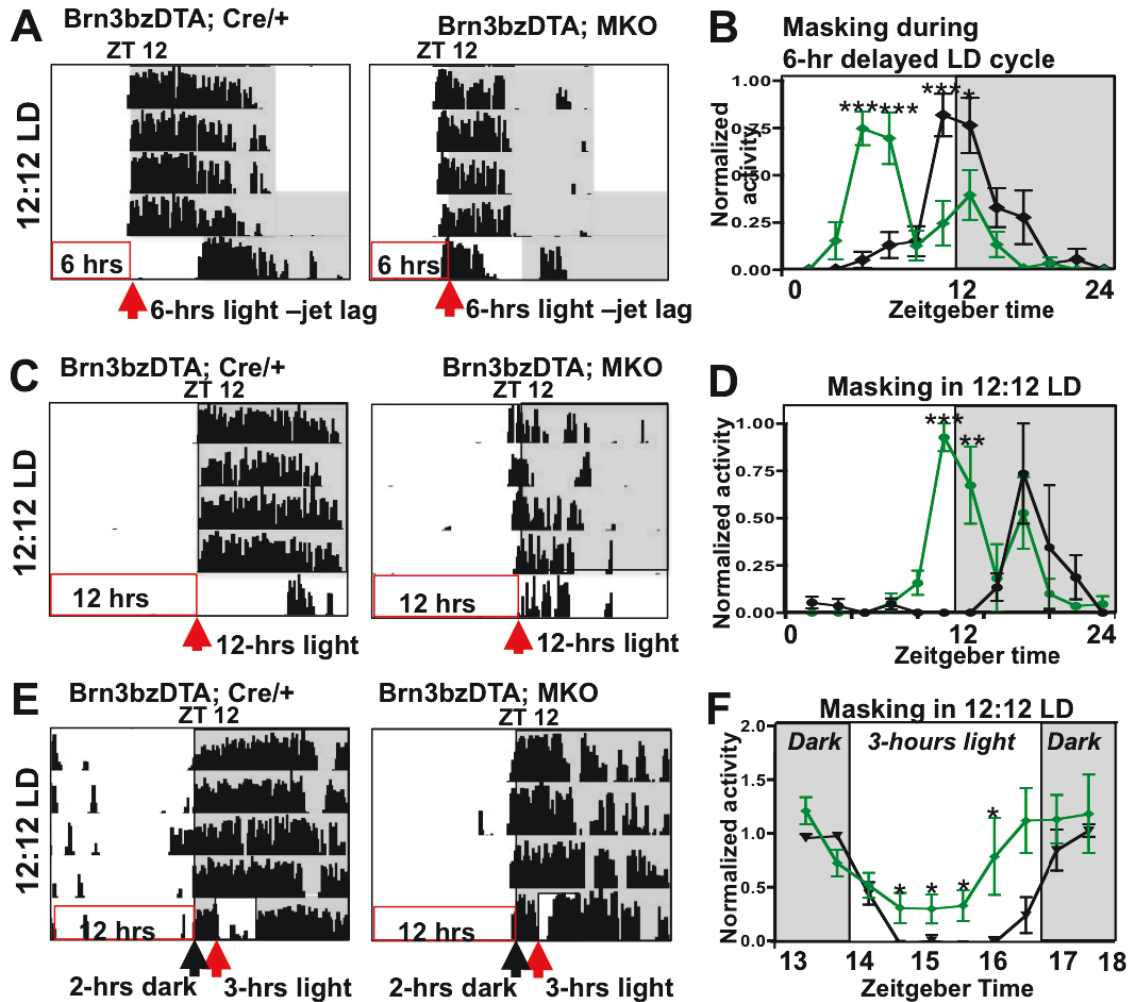 A
Brn3bzDTA; Cre/+
Brn3bzDTA; MKO
ZT 12
ZT 12
12:12 LD
6 hrs
6 hrs
6-hrs light –jet lag
6-hrs light –jet lag
B
Masking during
6-hr delayed LD cycle
Normalized
activity
1.00
0.75
0.50
0.25
0.00
***
***
***
*
0
12
24
Zeitgeber time
C
Brn3bzDTA; Cre/+
Brn3bzDTA; MKO
ZT 12
ZT 12
12:12 LD
12 hrs
12 hrs
12-hrs light
12-hrs light
D
Masking in 12:12 LD
Normalized activity
1.00
0.75
0.50
0.25
0.00
***
**
0
12
24
Zeitgeber time
E
Brn3bzDTA; Cre/+
Brn3bzDTA; MKO
ZT 12
ZT 12
12:12 LD
12 hrs
12 hrs
2-hrs dark
3-hrs light
2-hrs dark
3-hrs light
F
Masking in 12:12 LD
Normalized activity
2.0
1.5
1.0
0.5
0.0
Dark
3-hours light
Dark
*
*
*
*
13
14
15
16
17
18
Zeitgeber Time